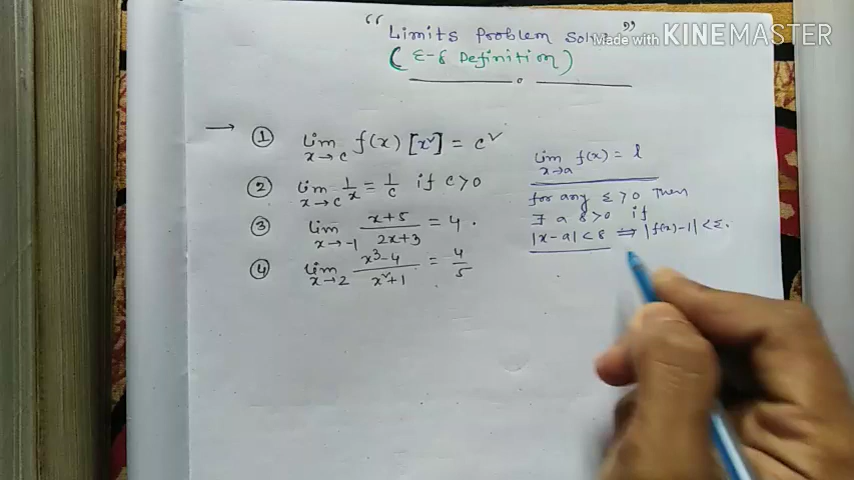 “ Limits Problem Solve ”
Made with KINEMASTER
( ε-δ Definition )
→ ① lim x→c f(x) [x²] = c²
② lim x→c 1/x = 1/c if c>0
③ lim x→-1 x+5 / 2x+3 = 4.
④ lim x→2 x³-4 / x²+1 = 4/5
lim x→a f(x) = l
for any ε>0 Then
∃ a δ>0 if
|x-a|<δ ⇒ |f(x)-l|<ε.